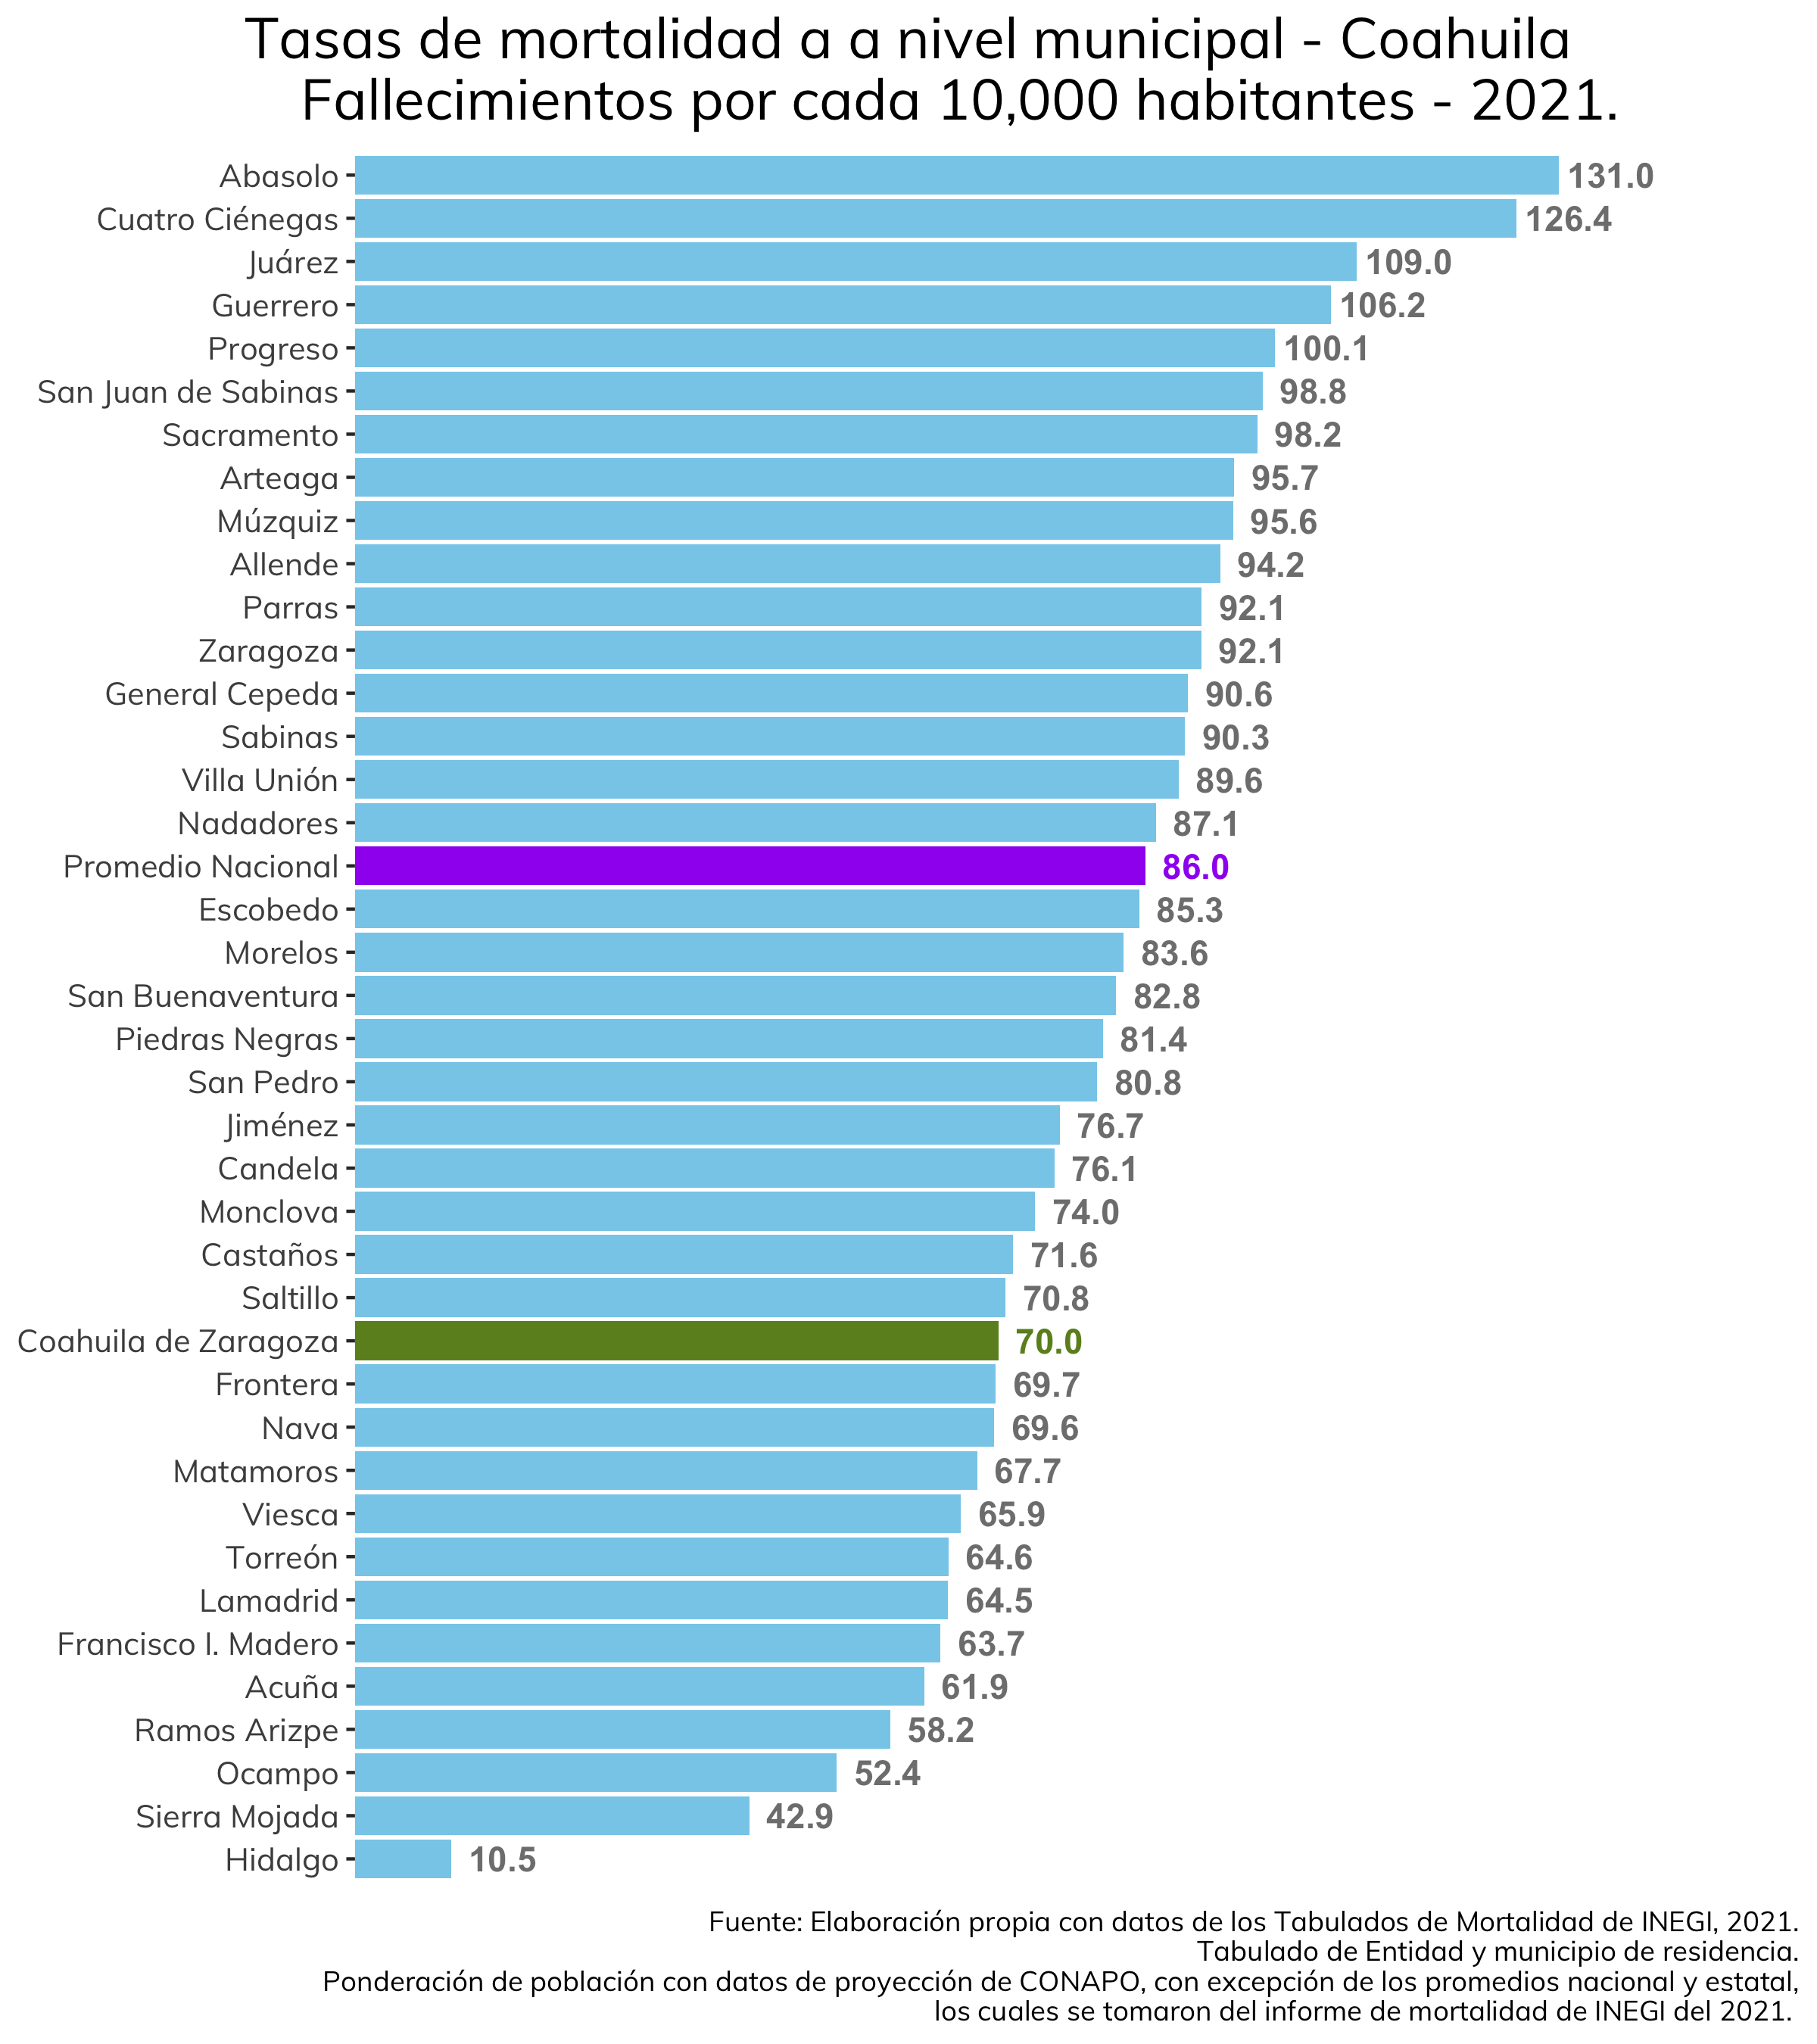 Tasas de mortalidad a a nivel municipal - Coahuila
Fallecimientos por cada 10,000 habitantes - 2021.
Abasolo 131.0
Cuatro Ciénegas 126.4
Juárez 109.0
Guerrero 106.2
Progreso 100.1
San Juan de Sabinas 98.8
Sacramento 98.2
Arteaga 95.7
Múzquiz 95.6
Allende 94.2
Parras 92.1
Zaragoza 92.1
General Cepeda 90.6
Sabinas 90.3
Villa Unión 89.6
Nadadores 87.1
Promedio Nacional 86.0
Escobedo 85.3
Morelos 83.6
San Buenaventura 82.8
Piedras Negras 81.4
San Pedro 80.8
Jiménez 76.7
Candela 76.1
Monclova 74.0
Castaños 71.6
Saltillo 70.8
Coahuila de Zaragoza 70.0
Frontera 69.7
Nava 69.6
Matamoros 67.7
Viesca 65.9
Torreón 64.6
Lamadrid 64.5
Francisco I. Madero 63.7
Acuña 61.9
Ramos Arizpe 58.2
Ocampo 52.4
Sierra Mojada 42.9
Hidalgo 10.5
Fuente: Elaboración propia con datos de los Tabulados de Mortalidad de INEGI, 2021.
Tabulado de Entidad y municipio de residencia.
Ponderación de población con datos de proyección de CONAPO, con excepción de los promedios nacional y estatal,
los cuales se tomaron del informe de mortalidad de INEGI del 2021.